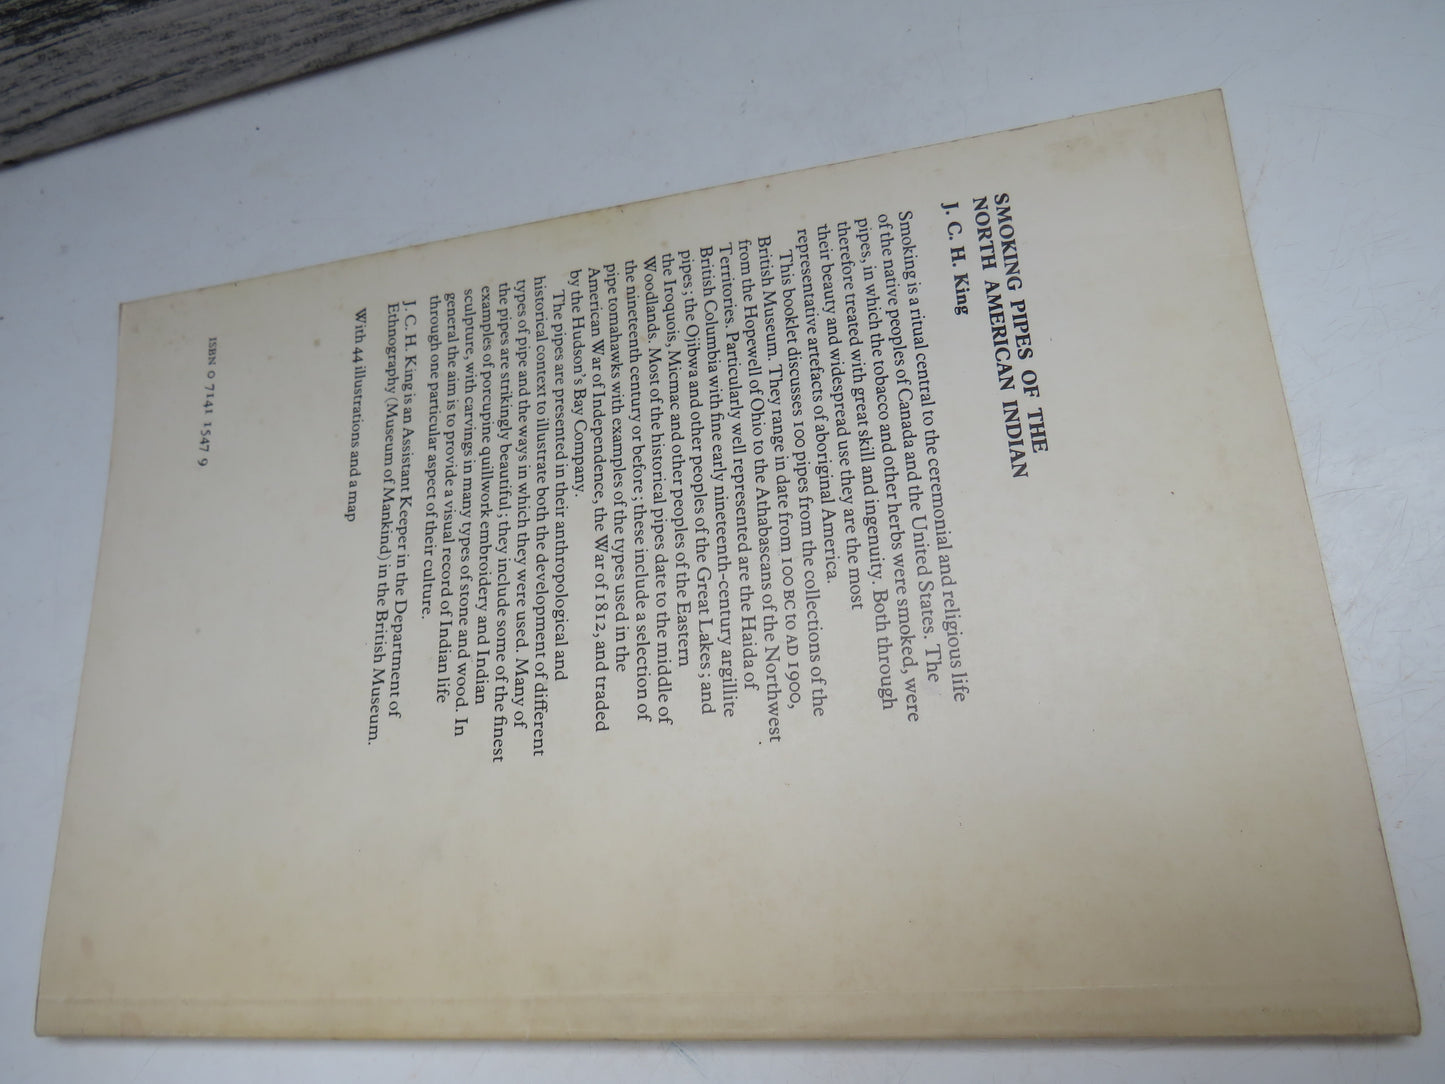 SMOKING PIPES OF THE
NORTH AMERICAN INDIAN
J. C. H. King
Smoking is a ritual central to the ceremonial and religious life
of the native peoples of Canada and the United States. The
pipes, in which the tobacco and other herbs were smoked, were
therefore treated with great skill and ingenuity. Both through
their beauty and widespread use they are the most
representative artefacts of aboriginal America.
This booklet discusses 100 pipes from the collections of the
British Museum. They range in date from 100 BC to AD 1900,
from the Hopewell of Ohio to the Athabascans of the Northwest
Territories. Particularly well represented are the Haida of
British Columbia with fine early nineteenth-century argillite
pipes; the Ojibwa and other peoples of the Great Lakes; and
the Iroquois, Micmac and other peoples of the Eastern
Woodlands. Most of the historical pipes date to the middle of
the nineteenth century or before; these include a selection of
pipe tomahawks with examples of the types used in the
American War of Independence, the War of 1812, and traded
by the Hudson's Bay Company.
The pipes are presented in their anthropological and
historical context to illustrate both the development of different
types of pipe and the ways in which they were used. Many of
the pipes are strikingly beautiful; they include some of the finest
examples of porcupine quillwork embroidery and Indian
sculpture, with carvings in many types of stone and wood. In
general the aim is to provide a visual record of Indian life
through one particular aspect of their culture.
J. C. H. King is an Assistant Keeper in the Department of
Ethnography (Museum of Mankind) in the British Museum.
With 44 illustrations and a map
ISBN 0 7141 1547 9